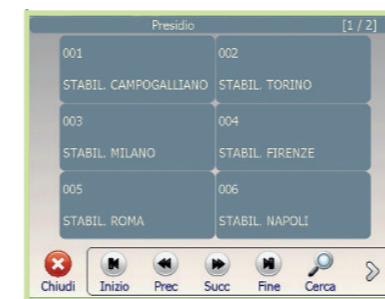 Presidio [1 / 2]
001 002
STABIL. CAMPOGALLIANO STABIL. TORINO
003 004
STABIL. MILANO STABIL. FIRENZE
005 006
STABIL. ROMA STABIL. NAPOLI
Chiudi Inizio Prec Succ Fine Cerca